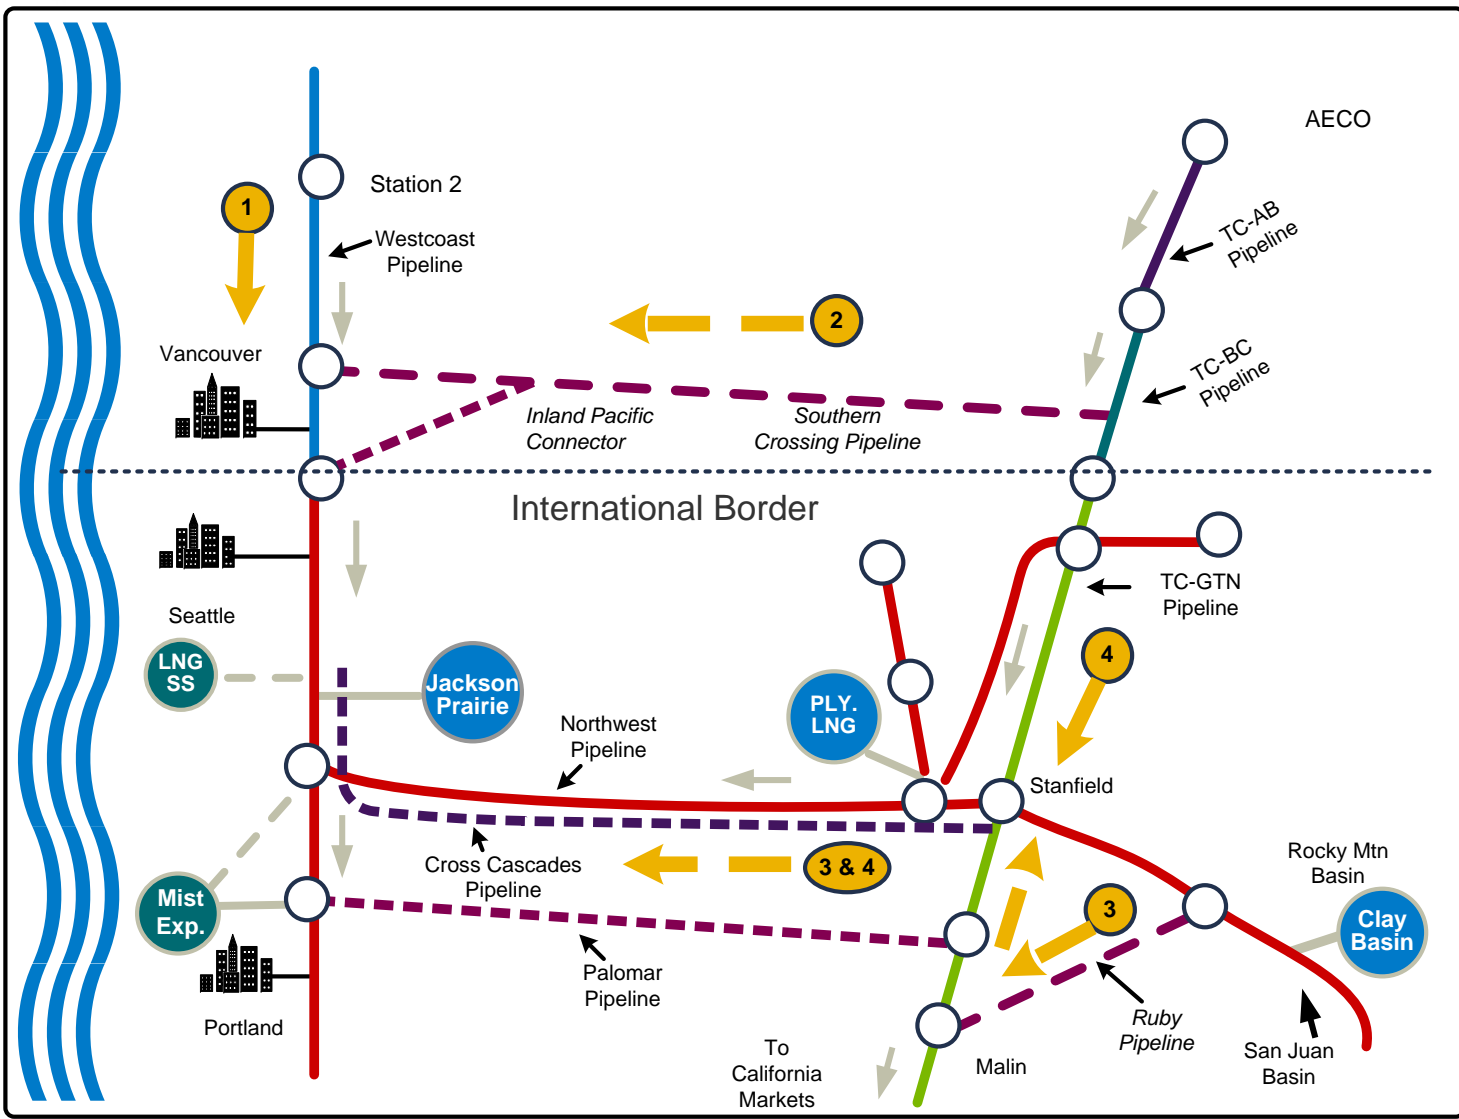 AECO
Station 2
1
Westcoast
Pipeline
TC-AB
Pipeline
2
Vancouver
TC-BC
Pipeline
Inland Pacific
Connector
Southern
Crossing Pipeline
International Border
TC-GTN
Pipeline
Seattle
LNG
SS
4
Jackson
Prairie
PLY.
LNG
Northwest
Pipeline
Stanfield
Cross Cascades
Pipeline
3 & 4
Rocky Mtn
Basin
Mist
Exp.
3
Clay
Basin
Palomar
Pipeline
Portland
Ruby
Pipeline
San Juan
Basin
To
California
Markets
Malin